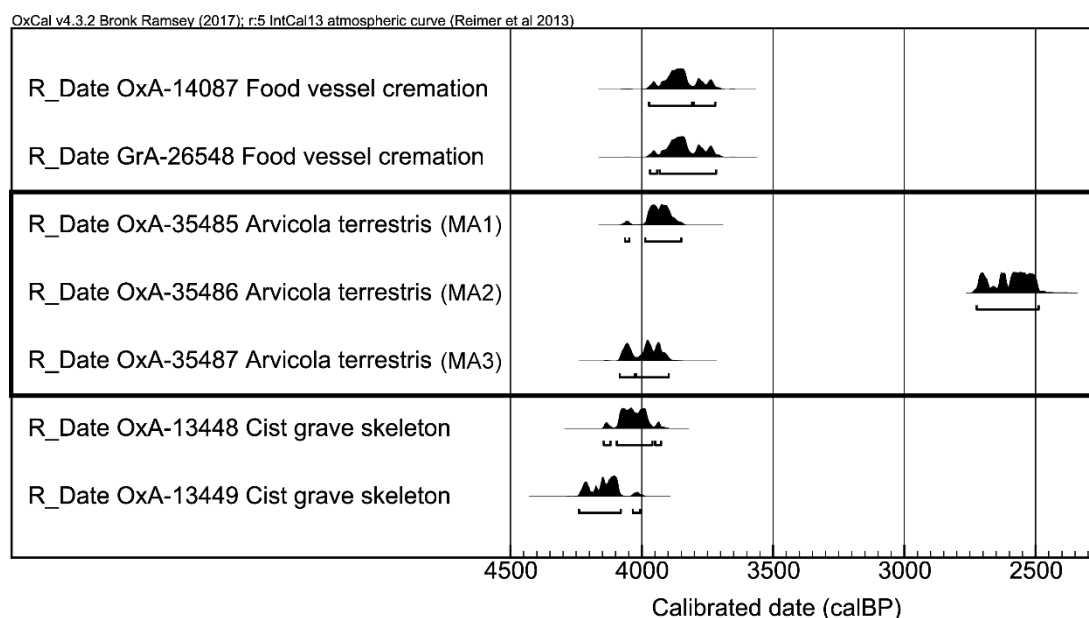 OxCal v4.3.2 Bronk Ramsey (2017); r:5 IntCal13 atmospheric curve (Reimer et al 2013)
R_Date OxA-14087 Food vessel cremation
R_Date GrA-26548 Food vessel cremation
R_Date OxA-35485 Arvicola terrestris (MA1)
R_Date OxA-35486 Arvicola terrestris (MA2)
R_Date OxA-35487 Arvicola terrestris (MA3)
R_Date OxA-13448 Cist grave skeleton
R_Date OxA-13449 Cist grave skeleton
4500 4000 3500 3000 2500
Calibrated date (calBP)